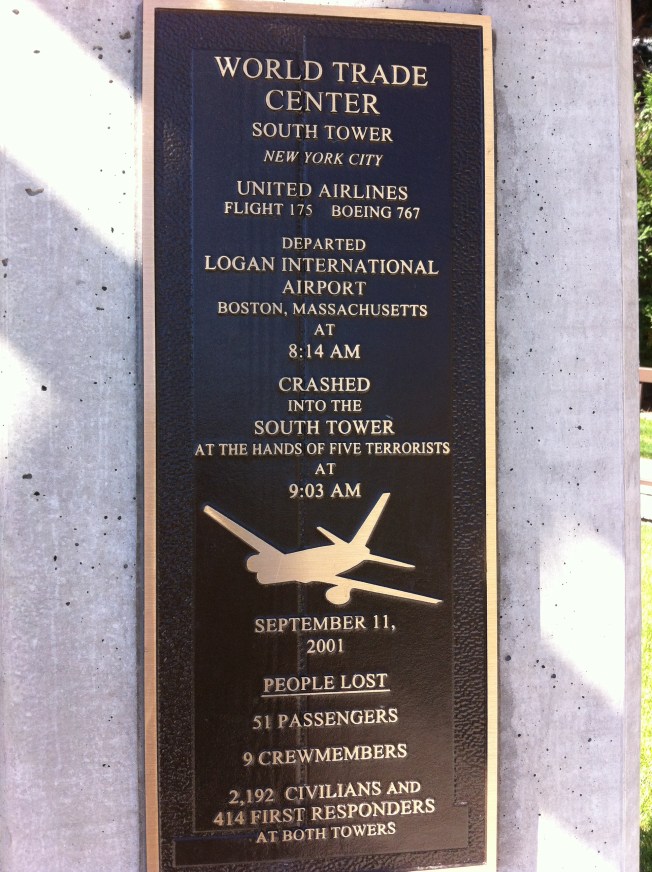 WORLD TRADE
CENTER
SOUTH TOWER
NEW YORK CITY
UNITED AIRLINES
FLIGHT 175 BOEING 767
DEPARTED
LOGAN INTERNATIONAL
AIRPORT
BOSTON, MASSACHUSETTS
AT
8:14 AM
CRASHED
INTO THE
SOUTH TOWER
AT THE HANDS OF FIVE TERRORISTS
AT
9:03 AM
SEPTEMBER 11,
2001
PEOPLE LOST
51 PASSENGERS
9 CREWMEMBERS
2,192 CIVILIANS AND
414 FIRST RESPONDERS
AT BOTH TOWERS